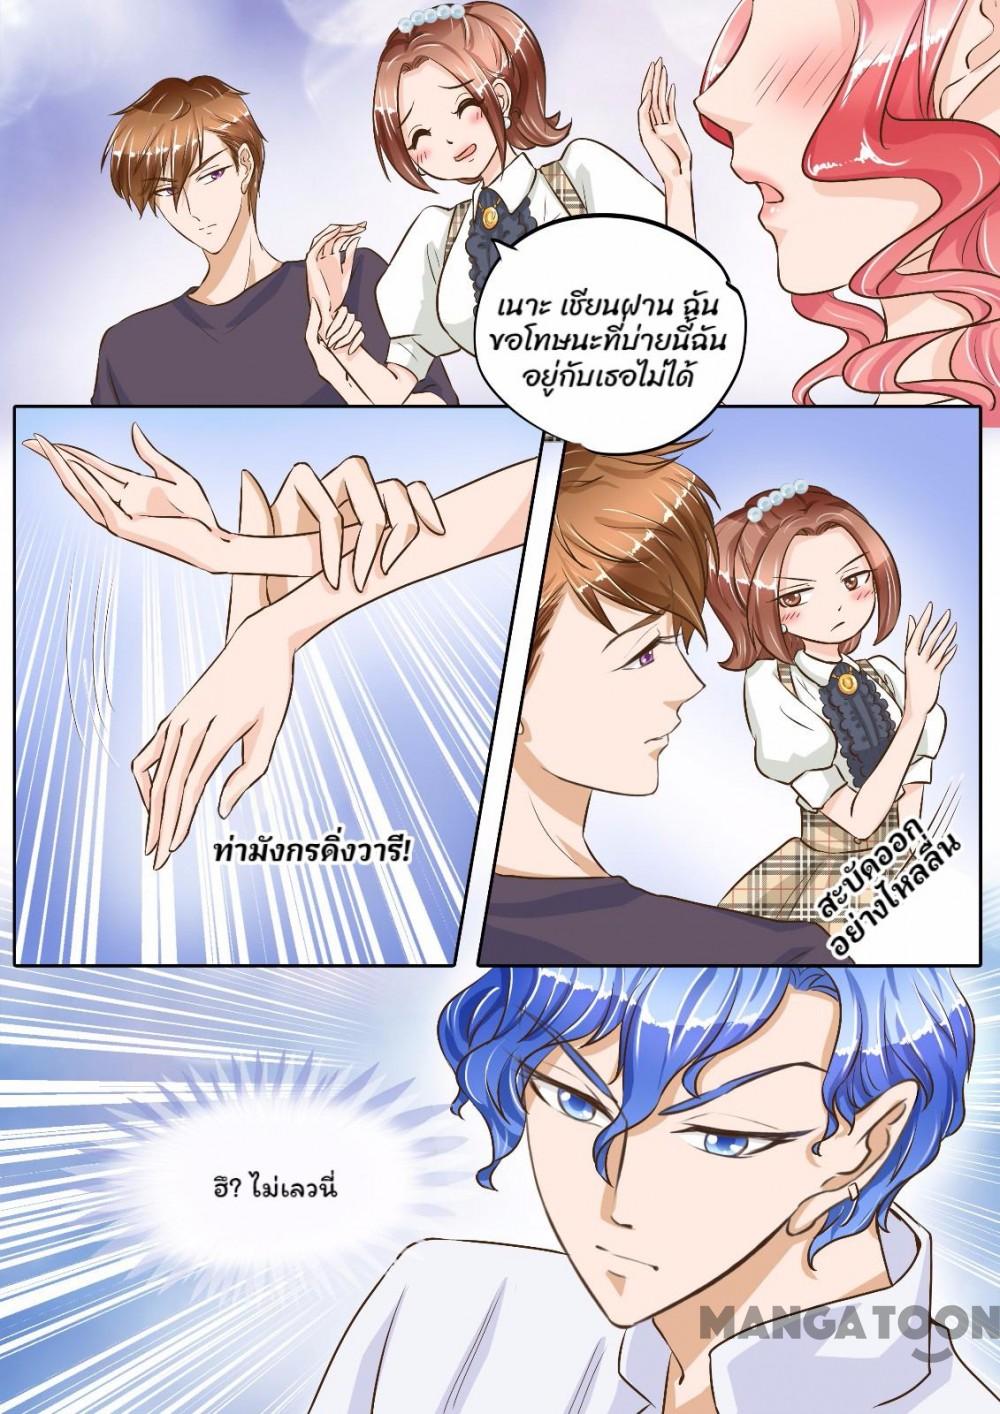 เนาะ เชียนฝาน ฉัน
ขอโทษนะที่บ่ายนี้ฉัน
อยู่กับเธอไม่ได้
ท่ามังกรดิ่งวารี!
สะบัดออก
อย่างไหลลื่น
ฮึ? ไม่เลวนี่
MANGATOON